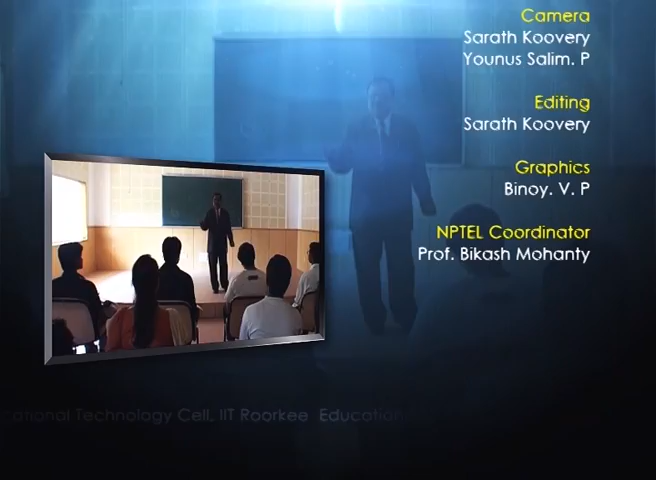 Camera
Sarath Koovery
Younus Salim. P
Editing
Sarath Koovery
Graphics
Binoy. V. P
NPTEL Coordinator
Prof. Bikash Mohanty
cational Technology Cell, IIT Roorkee Education